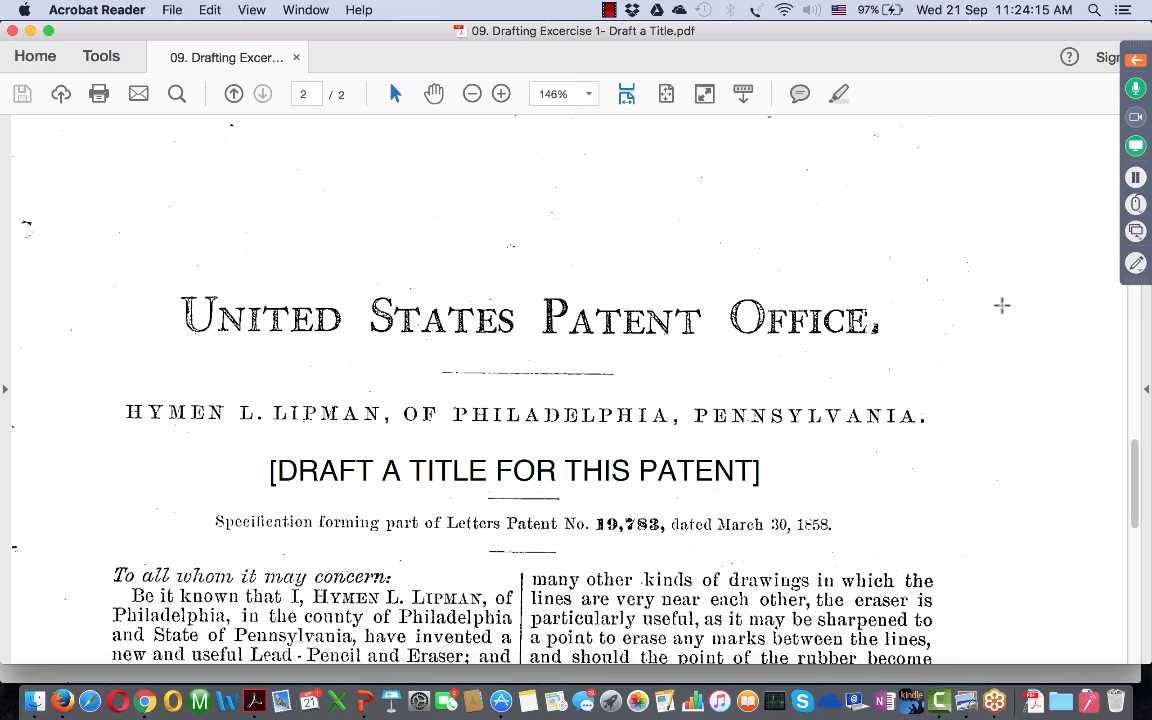 Acrobat Reader File Edit View Window Help 97% Wed 21 Sep 11:24:15 AM
09. Drafting Excercise 1- Draft a Title.pdf
Home Tools 09. Drafting Excer... × ? Sign
2 / 2 146%
UNITED STATES PATENT OFFICE.
HYMEN L. LIPMAN, OF PHILADELPHIA, PENNSYLVANIA.
[DRAFT A TITLE FOR THIS PATENT]
Specification forming part of Letters Patent No. 19,783, dated March 30, 1858.
To all whom it may concern:
Be it known that I, HYMEN L. LIPMAN, of
Philadelphia, in the county of Philadelphia
and State of Pennsylvania, have invented a
new and useful Lead-Pencil and Eraser; and
many other kinds of drawings in which the
lines are very near each other, the eraser is
particularly useful, as it may be sharpened to
a point to erase any marks between the lines,
and should the point of the rubber become